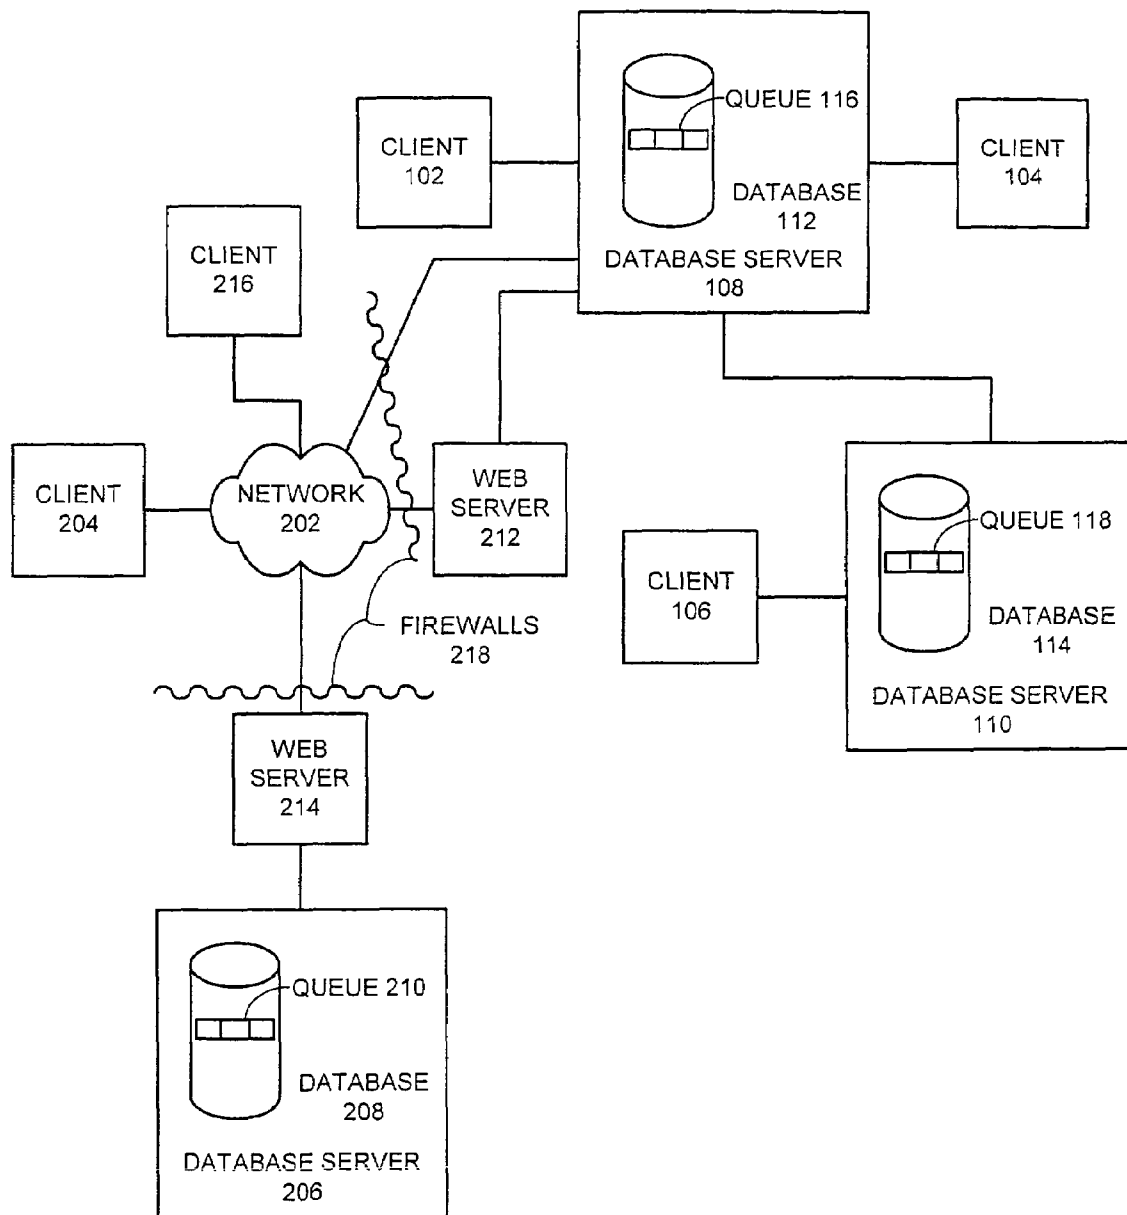 QUEUE 116
CLIENT
102
CLIENT
104
DATABASE
112
DATABASE SERVER
108
CLIENT
216
CLIENT
204
NETWORK
202
WEB
SERVER
212
QUEUE 118
CLIENT
106
DATABASE
114
DATABASE SERVER
110
FIREWALLS
218
WEB
SERVER
214
QUEUE 210
DATABASE
208
DATABASE SERVER
206